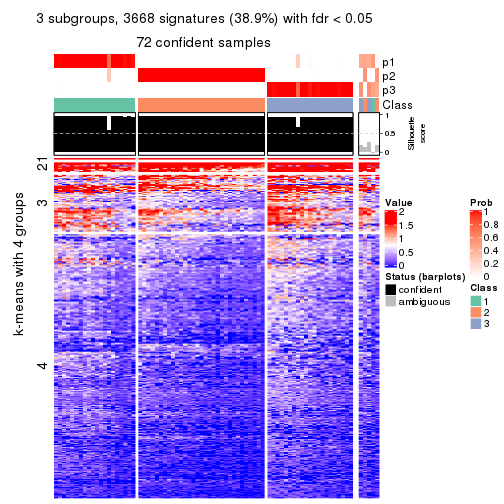 3 subgroups, 3668 signatures (38.9%) with fdr < 0.05
72 confident samples
p1
p2
p3
Class
1
0.5
0
Silhouette
score
k-means with 4 groups
2
1
3
4
Value
2
1.5
1
0.5
0
Status (barplots)
confident
ambiguous
Prob
1
0.8
0.6
0.4
0.2
0
Class
1
2
3